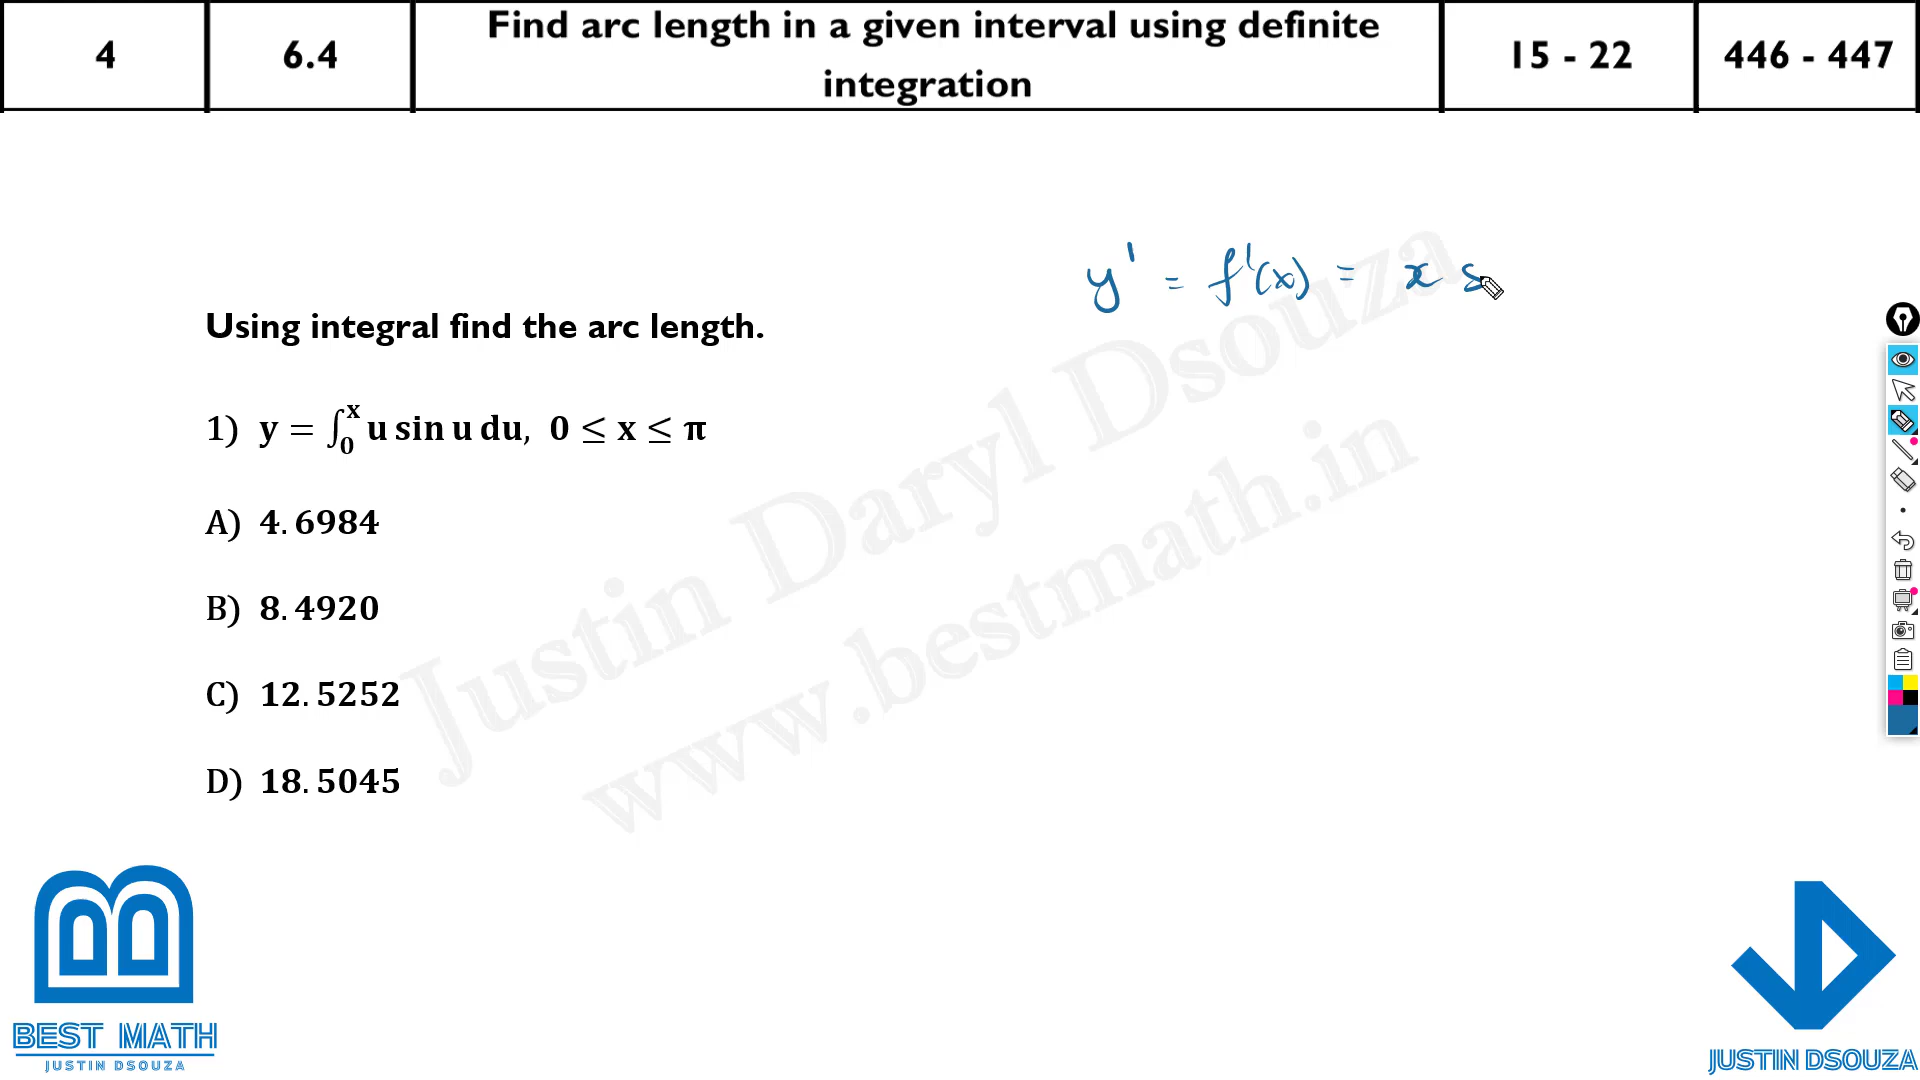 4 6.4 Find arc length in a given interval using definite integration 15 - 22 446 - 447
y' = f'(x) = x s
Using integral find the arc length.
1) y = ∫₀ˣ u sin u du, 0 ≤ x ≤ π
A) 4.6984
B) 8.4920
C) 12.5252
D) 18.5045
Justin Daryl Dsouza
www.bestmath.in
B
BEST MATH
JUSTIN DSOUZA
JUSTIN DSOUZA